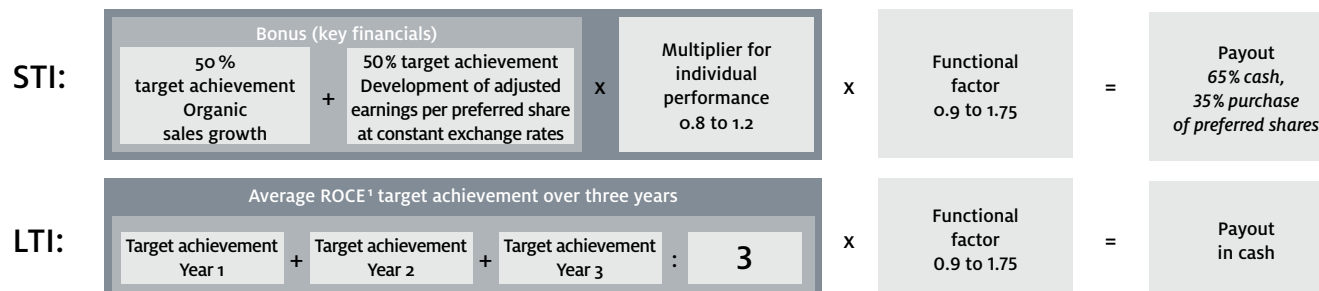 STI:
Bonus (key financials)
50 %
target achievement
Organic
sales growth
+
50% target achievement
Development of adjusted
earnings per preferred share
at constant exchange rates
x
Multiplier for
individual
performance
0.8 to 1.2
x
Functional
factor
0.9 to 1.75
=
Payout
65% cash,
35% purchase
of preferred shares
LTI:
Average ROCE¹ target achievement over three years
Target achievement
Year 1
+
Target achievement
Year 2
+
Target achievement
Year 3
:
3
x
Functional
factor
0.9 to 1.75
=
Payout
in cash